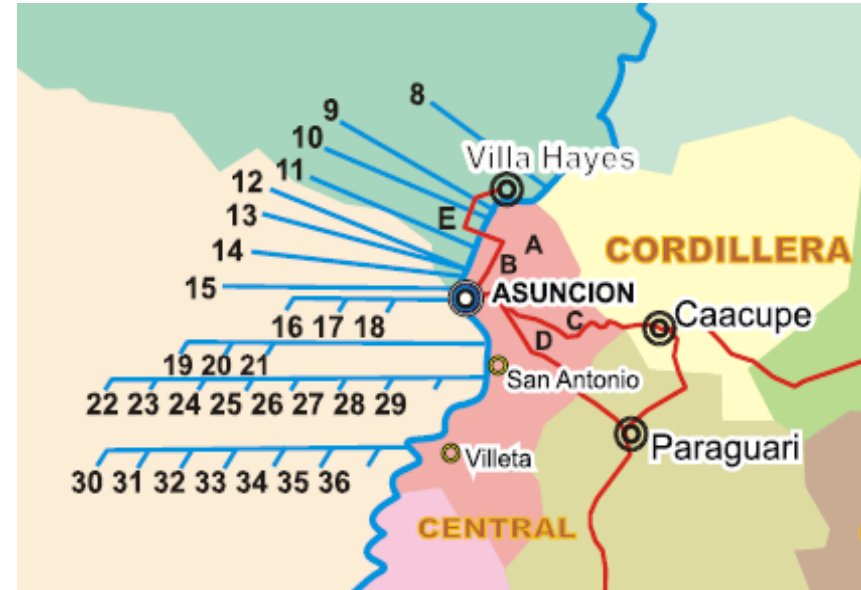 8
9
10
Villa Hayes
11
12
13
E
A
14
B
CORDILLERA
15
ASUNCION
16 17 18
C
Caacupe
D
19 20 21
San Antonio
22 23 24 25 26 27 28 29
Paraguari
Villeta
30 31 32 33 34 35 36
CENTRAL